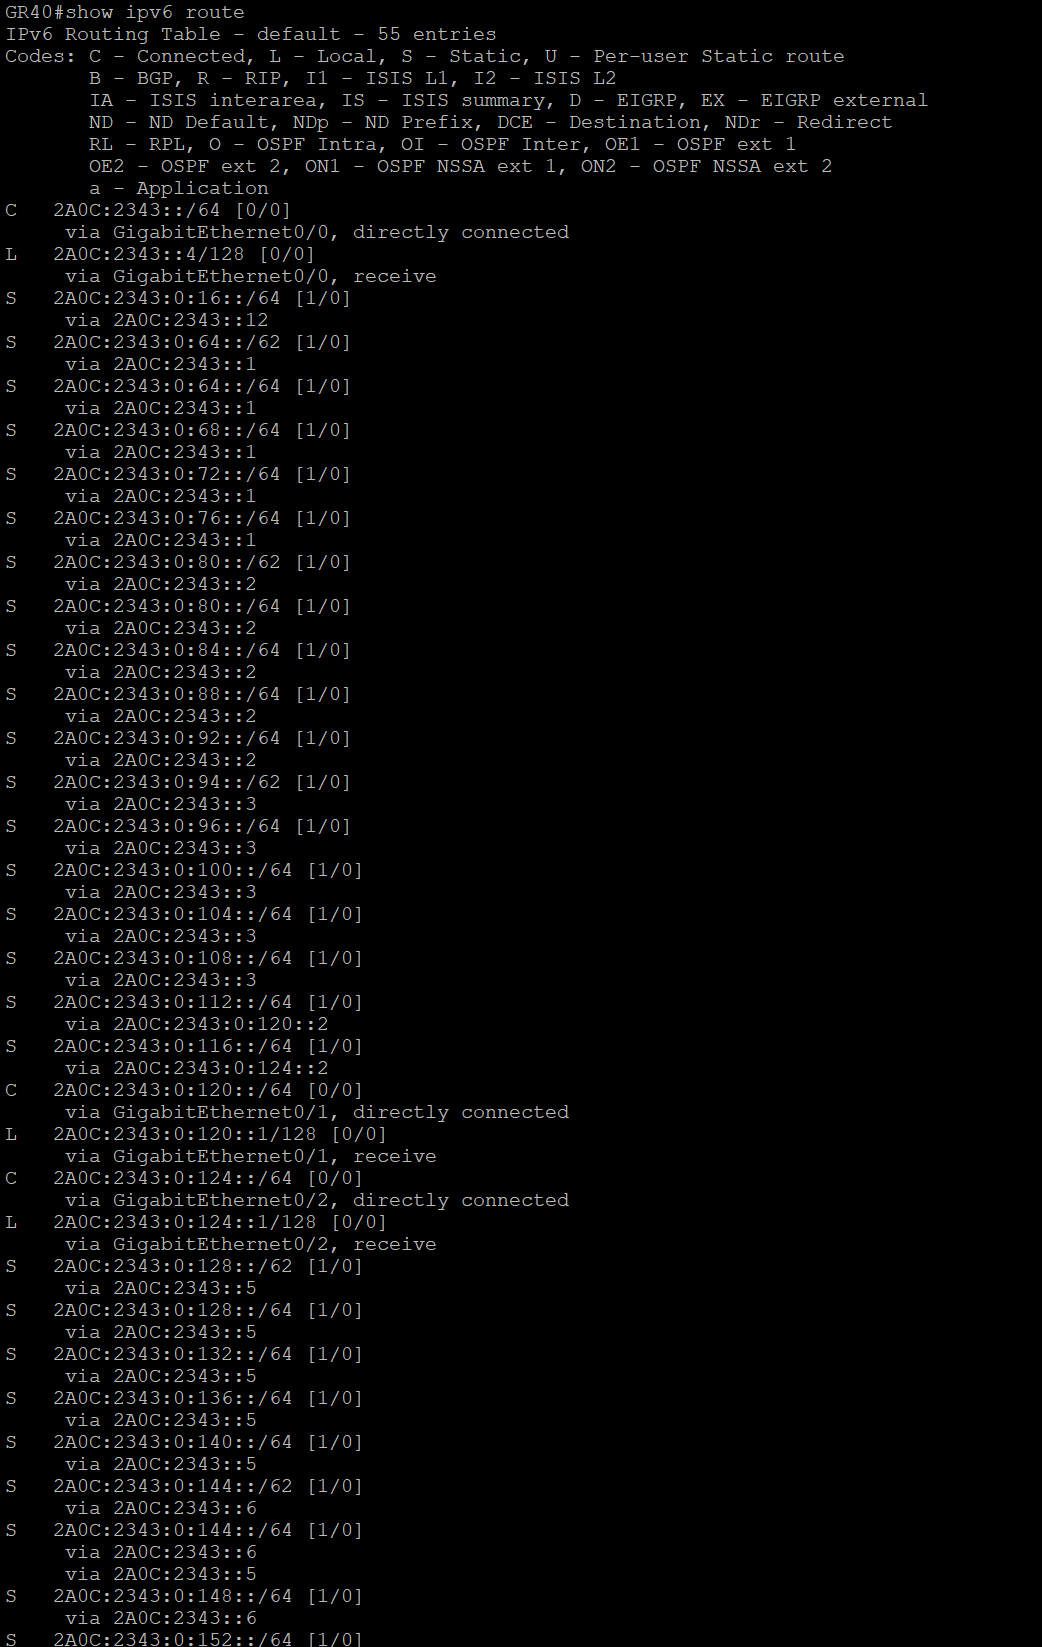 GR40#show ipv6 route
IPv6 Routing Table - default - 55 entries
Codes: C - Connected, L - Local, S - Static, U - Per-user Static route
       B - BGP, R - RIP, I1 - ISIS L1, I2 - ISIS L2
       IA - ISIS interarea, IS - ISIS summary, D - EIGRP, EX - EIGRP external
       ND - ND Default, NDp - ND Prefix, DCE - Destination, NDr - Redirect
       RL - RPL, O - OSPF Intra, OI - OSPF Inter, OE1 - OSPF ext 1
       OE2 - OSPF ext 2, ON1 - OSPF NSSA ext 1, ON2 - OSPF NSSA ext 2
       a - Application
C   2A0C:2343::/64 [0/0]
     via GigabitEthernet0/0, directly connected
L   2A0C:2343::4/128 [0/0]
     via GigabitEthernet0/0, receive
S   2A0C:2343:0:16::/64 [1/0]
     via 2A0C:2343::12
S   2A0C:2343:0:64::/62 [1/0]
     via 2A0C:2343::1
S   2A0C:2343:0:64::/64 [1/0]
     via 2A0C:2343::1
S   2A0C:2343:0:68::/64 [1/0]
     via 2A0C:2343::1
S   2A0C:2343:0:72::/64 [1/0]
     via 2A0C:2343::1
S   2A0C:2343:0:76::/64 [1/0]
     via 2A0C:2343::1
S   2A0C:2343:0:80::/62 [1/0]
     via 2A0C:2343::2
S   2A0C:2343:0:80::/64 [1/0]
     via 2A0C:2343::2
S   2A0C:2343:0:84::/64 [1/0]
     via 2A0C:2343::2
S   2A0C:2343:0:88::/64 [1/0]
     via 2A0C:2343::2
S   2A0C:2343:0:92::/64 [1/0]
     via 2A0C:2343::2
S   2A0C:2343:0:94::/62 [1/0]
     via 2A0C:2343::3
S   2A0C:2343:0:96::/64 [1/0]
     via 2A0C:2343::3
S   2A0C:2343:0:100::/64 [1/0]
     via 2A0C:2343::3
S   2A0C:2343:0:104::/64 [1/0]
     via 2A0C:2343::3
S   2A0C:2343:0:108::/64 [1/0]
     via 2A0C:2343::3
S   2A0C:2343:0:112::/64 [1/0]
     via 2A0C:2343:0:120::2
S   2A0C:2343:0:116::/64 [1/0]
     via 2A0C:2343:0:124::2
C   2A0C:2343:0:120::/64 [0/0]
     via GigabitEthernet0/1, directly connected
L   2A0C:2343:0:120::1/128 [0/0]
     via GigabitEthernet0/1, receive
C   2A0C:2343:0:124::/64 [0/0]
     via GigabitEthernet0/2, directly connected
L   2A0C:2343:0:124::1/128 [0/0]
     via GigabitEthernet0/2, receive
S   2A0C:2343:0:128::/62 [1/0]
     via 2A0C:2343::5
S   2A0C:2343:0:128::/64 [1/0]
     via 2A0C:2343::5
S   2A0C:2343:0:132::/64 [1/0]
     via 2A0C:2343::5
S   2A0C:2343:0:136::/64 [1/0]
     via 2A0C:2343::5
S   2A0C:2343:0:140::/64 [1/0]
     via 2A0C:2343::5
S   2A0C:2343:0:144::/62 [1/0]
     via 2A0C:2343::6
S   2A0C:2343:0:144::/64 [1/0]
     via 2A0C:2343::6
     via 2A0C:2343::5
S   2A0C:2343:0:148::/64 [1/0]
     via 2A0C:2343::6
S   2A0C:2343:0:152::/64 [1/0]